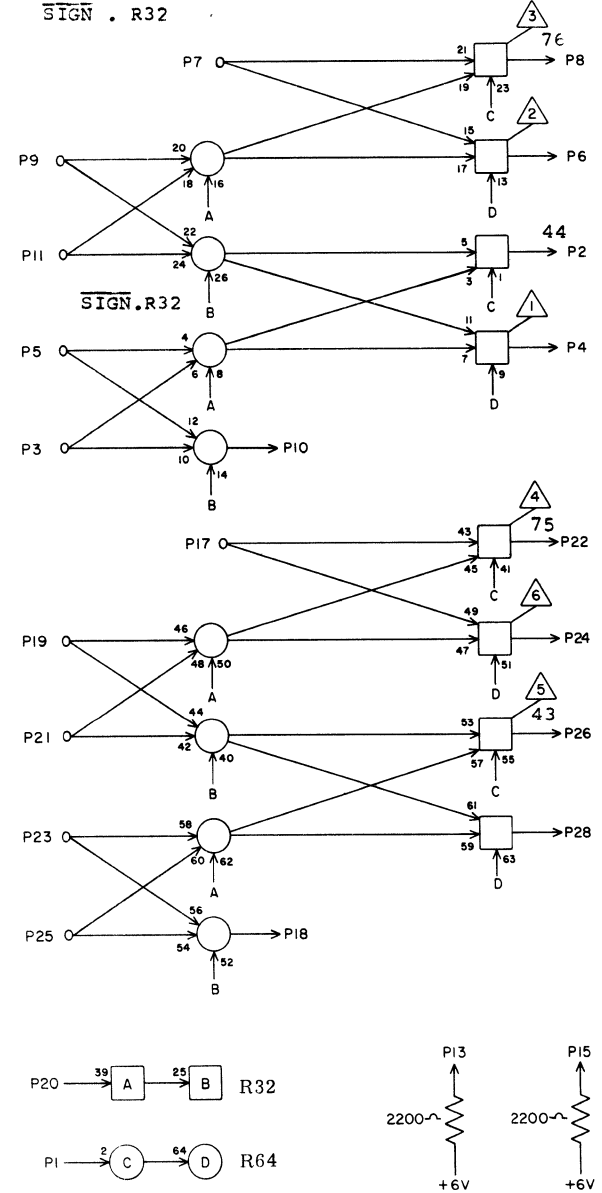 SIGN . R32
3
P7
21
76
P8
19
23
C
2
15
P9
20
17
P6
18
16
13
A
D
22
5
44
P11
24
26
3
1
P2
SIGN.R32
B
C
1
P5
4
11
6
8
7
9
P4
A
D
12
P3
10
14
P10
B
4
P17
43
75
P22
45
41
C
6
49
P19
46
47
P24
48
50
51
A
D
5
44
53
43
P21
42
40
57
55
P26
B
C
P23
58
61
60
62
59
63
P28
A
D
56
P25
54
52
P18
B
P13
P15
P20
39
A
25
B
R32
2200
2200
P1
2
C
64
D
R64
+6V
+6V